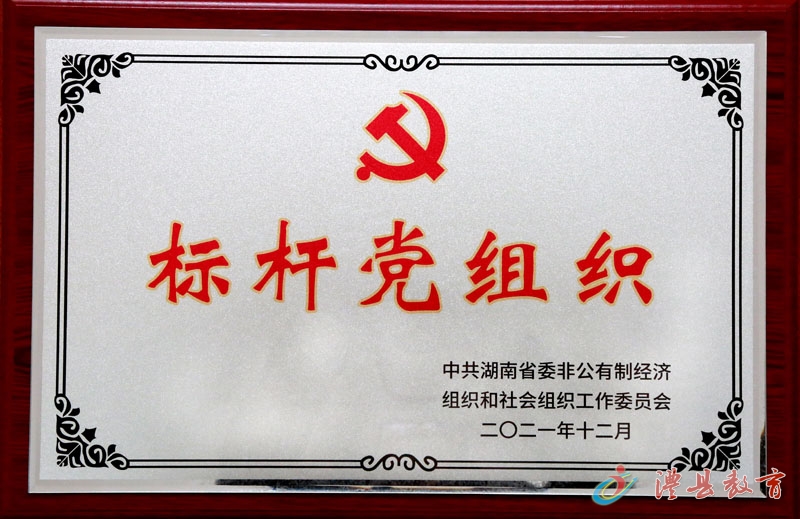 标杆党组织
中共湖南省委非公有制经济
组织和社会组织工作委员会
二〇二一年十二月
澧县教育